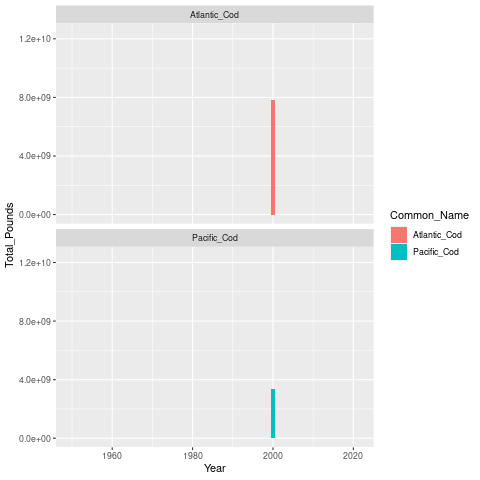 Atlantic_Cod
1.2e+10
8.0e+09
4.0e+09
0.0e+00
Pacific_Cod
1.2e+10
8.0e+09
4.0e+09
0.0e+00
1960 1980 2000 2020
Year
Total_Pounds
Common_Name
Atlantic_Cod
Pacific_Cod